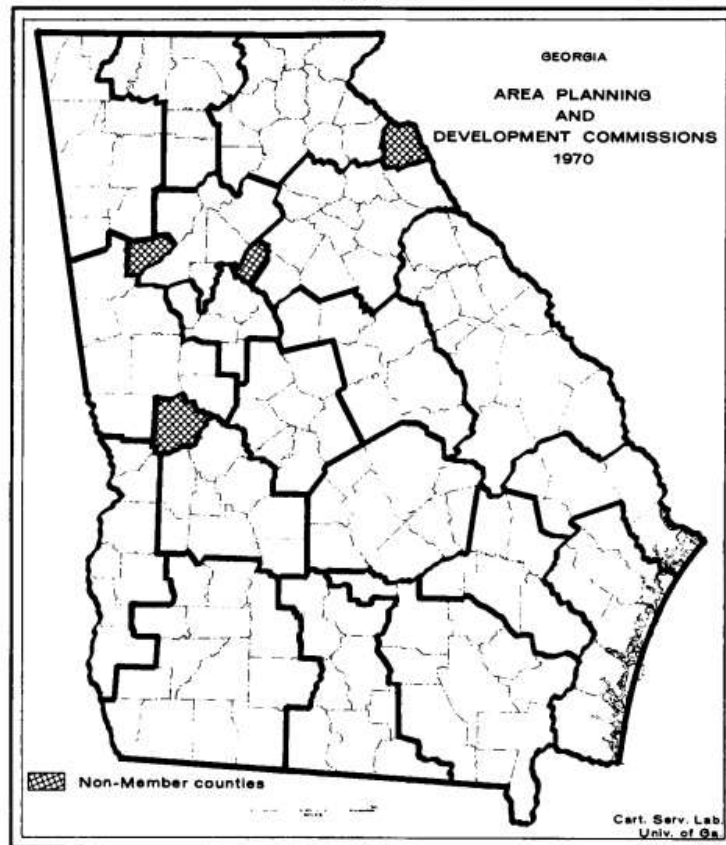 GEORGIA
AREA PLANNING
AND
DEVELOPMENT COMMISSIONS
1970
Non-Member counties
Cart. Serv. Lab.
Univ. of Ga.